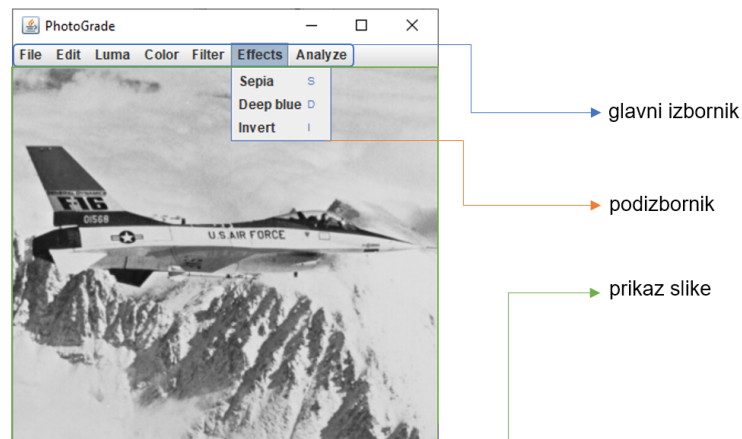 PhotoGrade
File Edit Luma Color Filter Effects Analyze
Sepia S
Deep blue D
Invert I
glavni izbornik
podizbornik
prikaz slike
F-16
01568
U.S. AIR FORCE